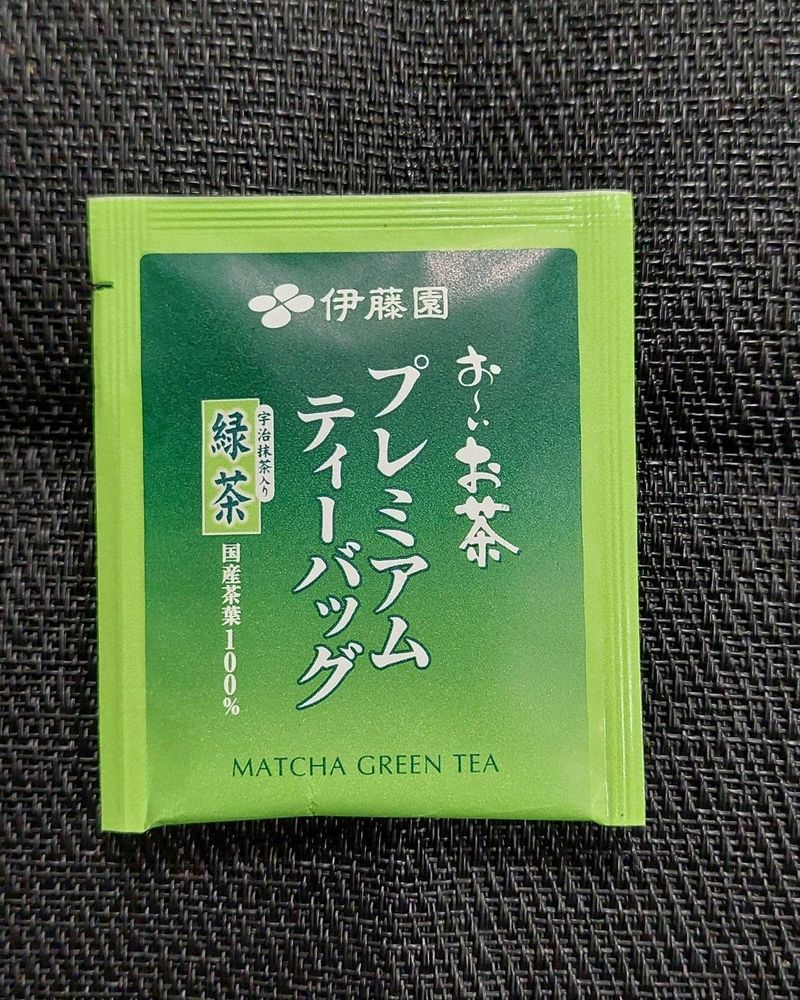 伊藤園
お～いお茶
プレミアム
ティーバッグ
宇治抹茶入り
緑茶
国産茶葉100%
MATCHA GREEN TEA